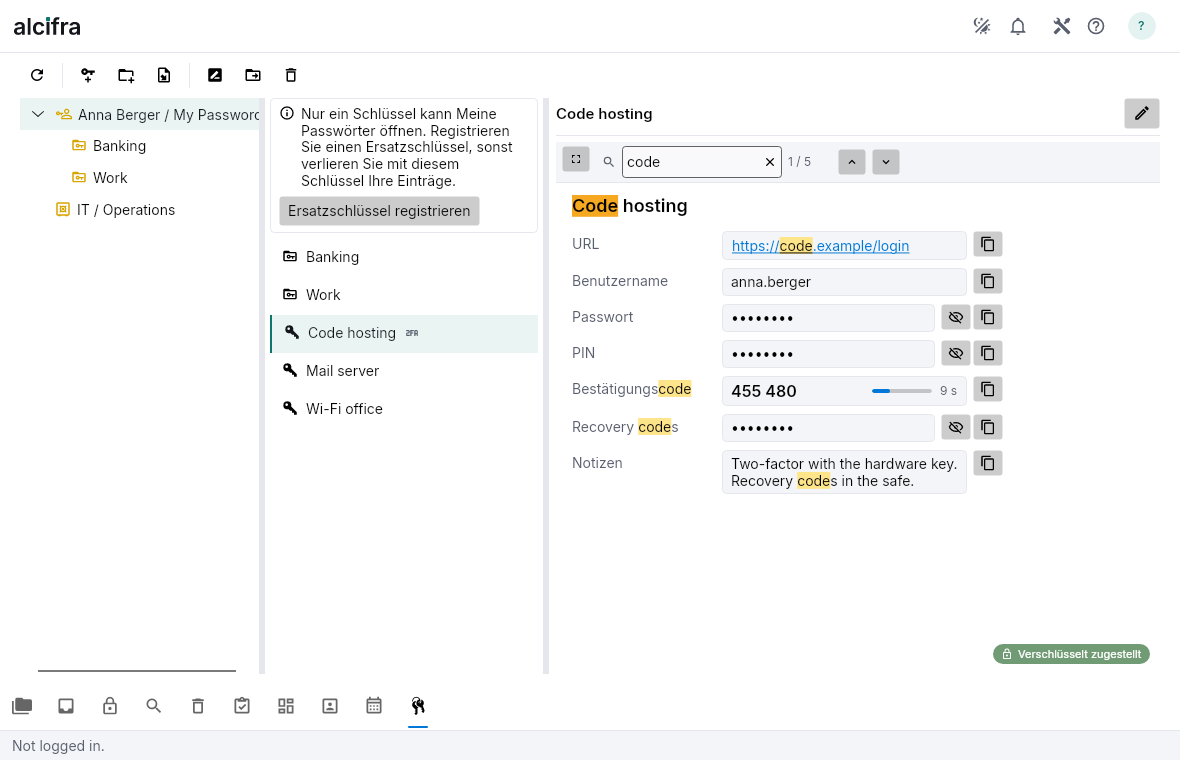 alcifra
?
Anna Berger / My Password
Banking
Work
IT / Operations
Nur ein Schlüssel kann Meine
Passwörter öffnen. Registrieren
Sie einen Ersatzschlüssel, sonst
verlieren Sie mit diesem
Schlüssel Ihre Einträge.
Ersatzschlüssel registrieren
Banking
Work
Code hosting 2FA
Mail server
Wi-Fi office
Code hosting
code 1 / 5
Code hosting
URL https://code.example/login
Benutzername anna.berger
Passwort ••••••••
PIN ••••••••
Bestätigungscode 455 480 9 s
Recovery codes ••••••••
Notizen Two-factor with the hardware key.
Recovery codes in the safe.
Verschlüsselt zugestellt
Not logged in.